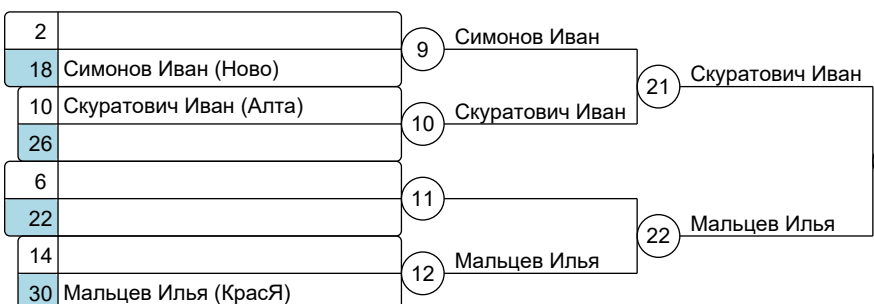 2
9 Симонов Иван
18 Симонов Иван (Ново)
21 Скуратович Иван
10 Скуратович Иван (Алта)
10 Скуратович Иван
26
6
11
22
22 Мальцев Илья
14
12 Мальцев Илья
30 Мальцев Илья (КрасЯ)